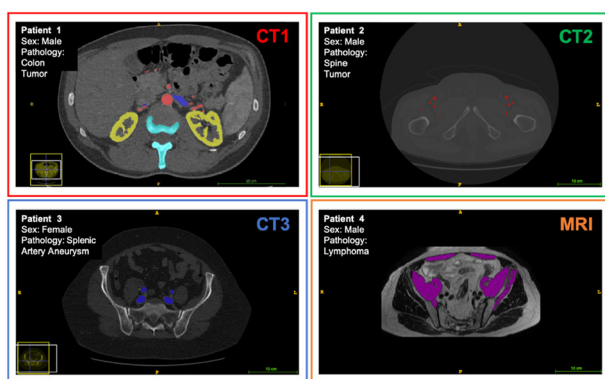 Patient 1
Sex: Male
Pathology:
Colon
Tumor
CT1
Patient 2
Sex: Male
Pathology:
Spine
Tumor
CT2
Patient 3
Sex: Female
Pathology: Splenic
Artery Aneurysm
CT3
Patient 4
Sex: Male
Pathology:
Lymphoma
MRI